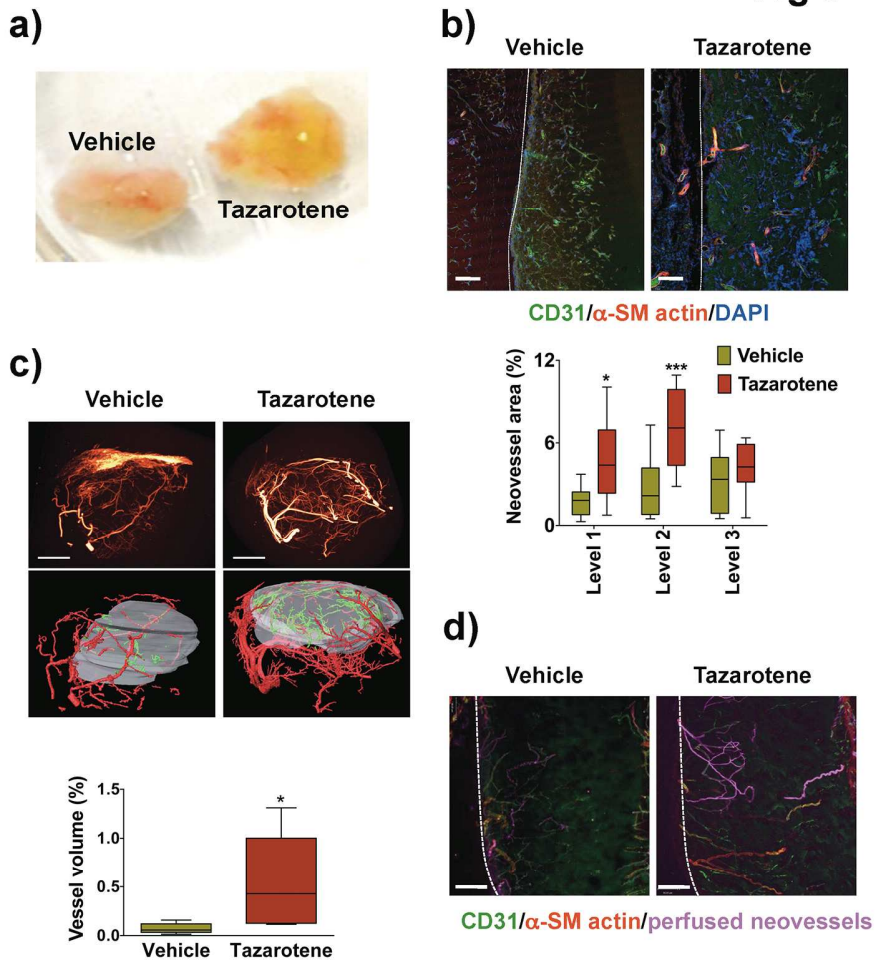 a)
Vehicle
Tazarotene
b)
Vehicle Tazarotene
CD31/α-SM actin/DAPI
Neovessel area (%)
12
6
0
* ***
Vehicle
Tazarotene
Level 1
Level 2
Level 3
c)
Vehicle Tazarotene
Vessel volume (%)
1.5
1.0
0.5
0.0
*
Vehicle Tazarotene
d)
Vehicle Tazarotene
CD31/α-SM actin/perfused neovessels